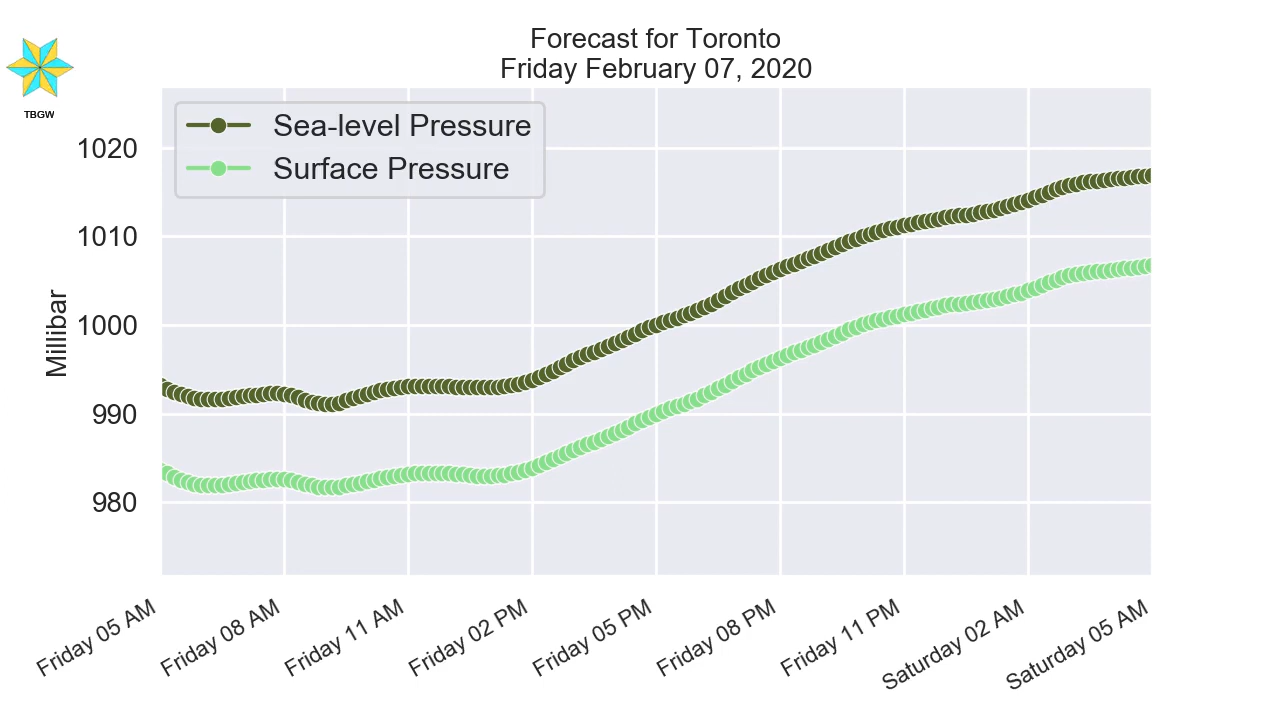 Forecast for Toronto
Friday February 07, 2020
TBGW
Sea-level Pressure
Surface Pressure
Millibar
1020
1010
1000
990
980
Friday 05 AM
Friday 08 AM
Friday 11 AM
Friday 02 PM
Friday 05 PM
Friday 08 PM
Friday 11 PM
Saturday 02 AM
Saturday 05 AM